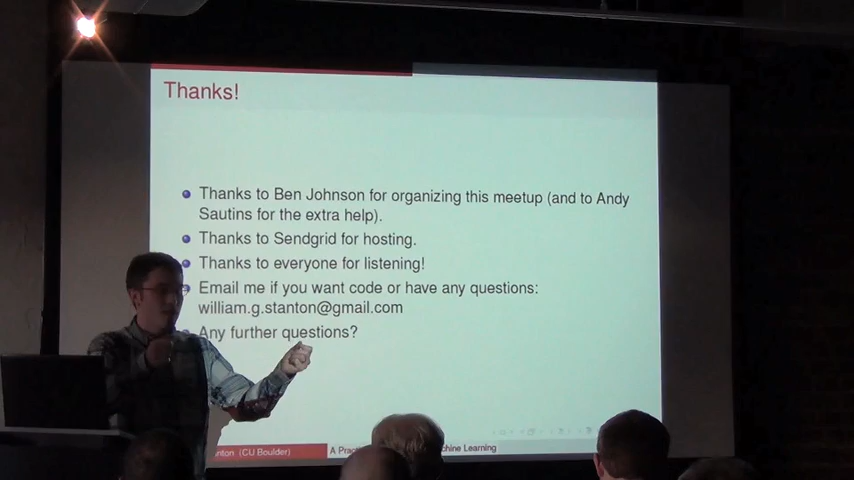 Thanks!
Thanks to Ben Johnson for organizing this meetup (and to Andy
Sautins for the extra help).
Thanks to Sendgrid for hosting.
Thanks to everyone for listening!
Email me if you want code or have any questions:
william.g.stanton@gmail.com
Any further questions?
(CU Boulder) A Learning